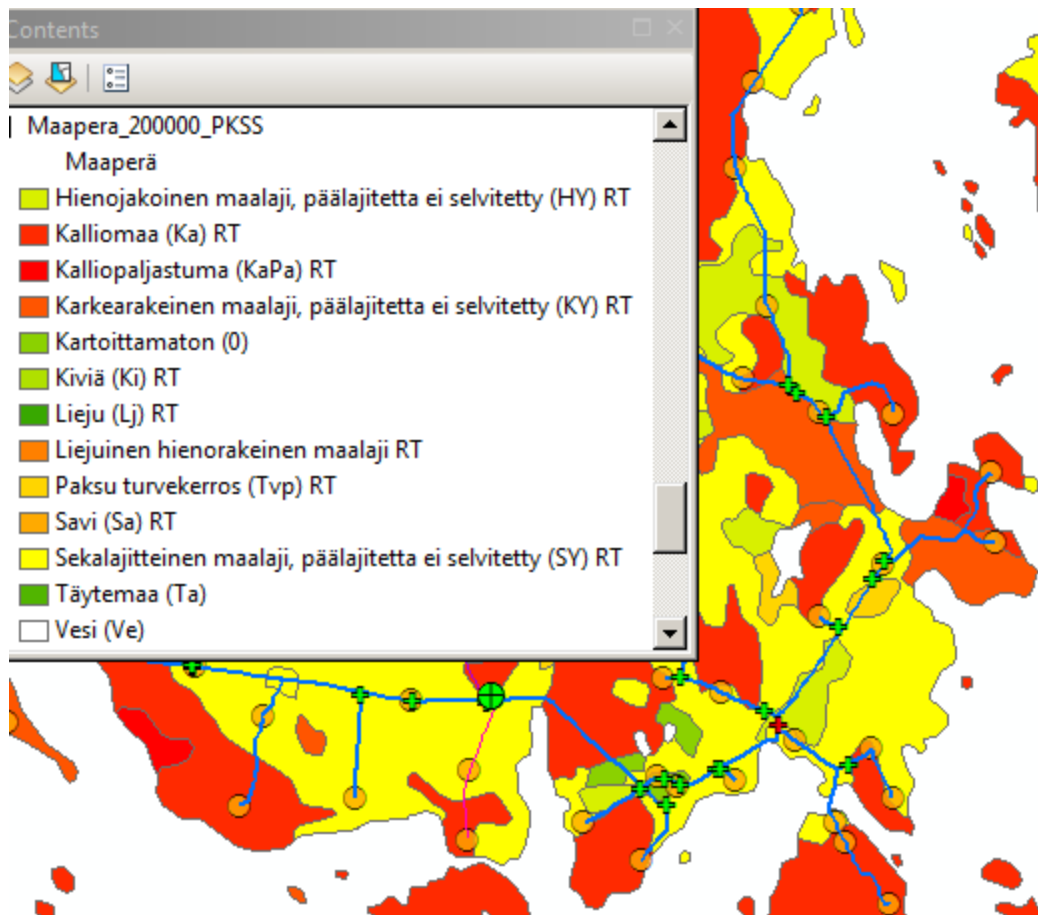 Contents
Maapera_200000_PKSS
Maaperä
Hienojakoinen maalaji, päälajitetta ei selvitetty (HY) RT
Kalliomaa (Ka) RT
Kalliopaljastuma (KaPa) RT
Karkearakeinen maalaji, päälajitetta ei selvitetty (KY) RT
Kartoittamaton (0)
Kiviä (Ki) RT
Lieju (Lj) RT
Liejuinen hienorakeinen maalaji RT
Paksu turvekerros (Tvp) RT
Savi (Sa) RT
Sekalajitteinen maalaji, päälajitetta ei selvitetty (SY) RT
Täytemaa (Ta)
Vesi (Ve)